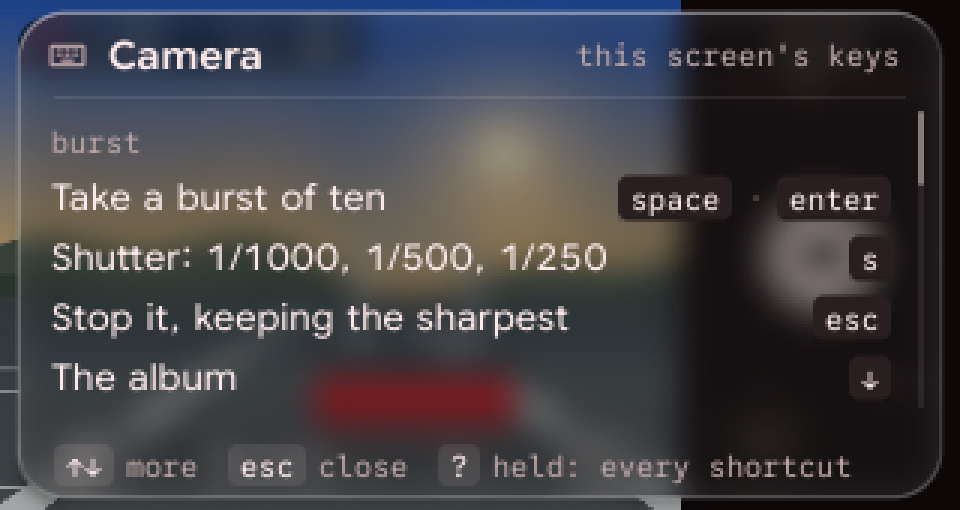 Camera this screen's keys
burst
Take a burst of ten space · enter
Shutter: 1/1000, 1/500, 1/250 s
Stop it, keeping the sharpest esc
The album ↓
↑↓ more esc close ? held: every shortcut